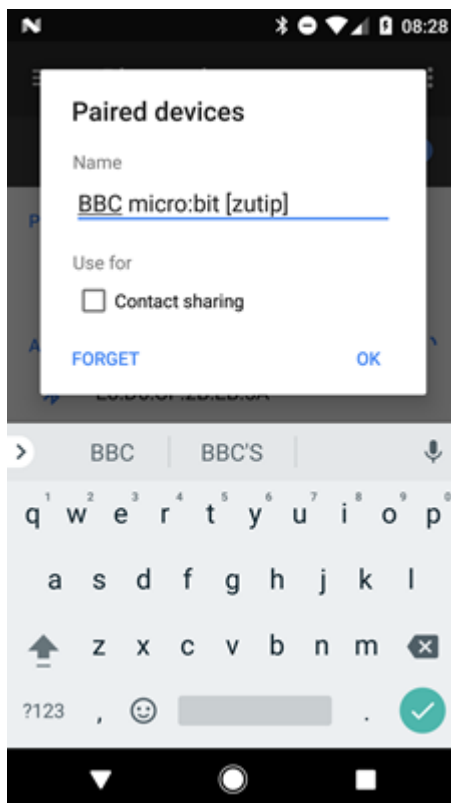 08:28
Paired devices
Name
BBC micro:bit [zutip]
Use for
Contact sharing
FORGET OK
BBC BBC'S
1 2 3 4 5 6 7 8 9 0
q w e r t y u i o p
a s d f g h j k l
z x c v b n m
?123 , .